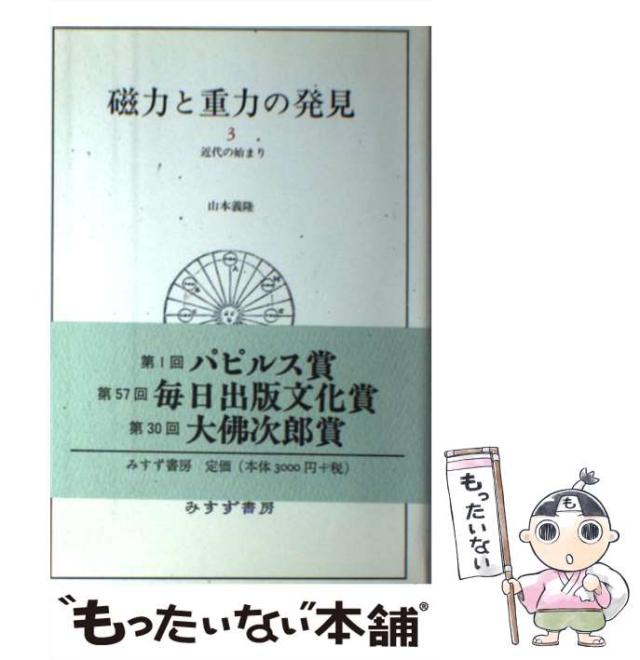 磁力と重力の発見
3
近代の始まり
山本義隆
第1回 パピルス賞
第57回 毎日出版文化賞
第30回 大佛次郎賞
みすず書房 定価(本体3000円+税)
みすず書房
も
もったいない
"もったいない"本舗®